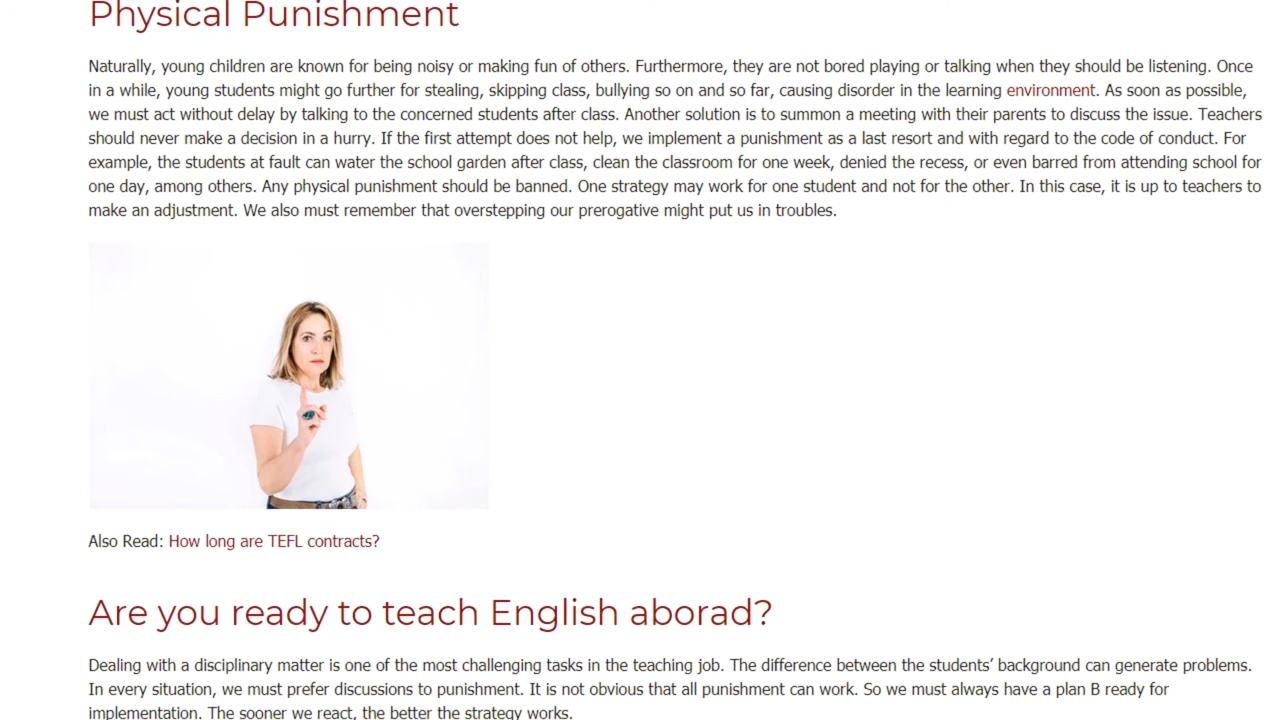 Physical Punishment
Naturally, young children are known for being noisy or making fun of others. Furthermore, they are not bored playing or talking when they should be listening. Once
in a while, young students might go further for stealing, skipping class, bullying so on and so far, causing disorder in the learning environment. As soon as possible,
we must act without delay by talking to the concerned students after class. Another solution is to summon a meeting with their parents to discuss the issue. Teachers
should never make a decision in a hurry. If the first attempt does not help, we implement a punishment as a last resort and with regard to the code of conduct. For
example, the students at fault can water the school garden after class, clean the classroom for one week, denied the recess, or even barred from attending school for
one day, among others. Any physical punishment should be banned. One strategy may work for one student and not for the other. In this case, it is up to teachers to
make an adjustment. We also must remember that overstepping our prerogative might put us in troubles.
Also Read: How long are TEFL contracts?
Are you ready to teach English aborad?
Dealing with a disciplinary matter is one of the most challenging tasks in the teaching job. The difference between the students’ background can generate problems.
In every situation, we must prefer discussions to punishment. It is not obvious that all punishment can work. So we must always have a plan B ready for
implementation. The sooner we react, the better the strategy works.